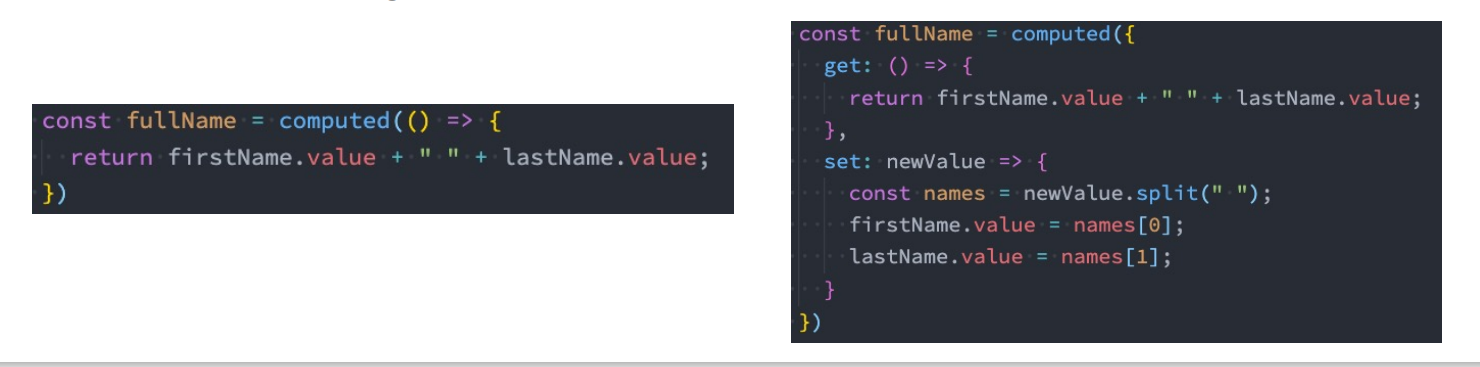 const fullName = computed(() => {
return firstName.value + " " + lastName.value;
})
const fullName = computed({
get: () => {
return firstName.value + " " + lastName.value;
},
set: newValue => {
const names = newValue.split(" ");
firstName.value = names[0];
lastName.value = names[1];
}
})